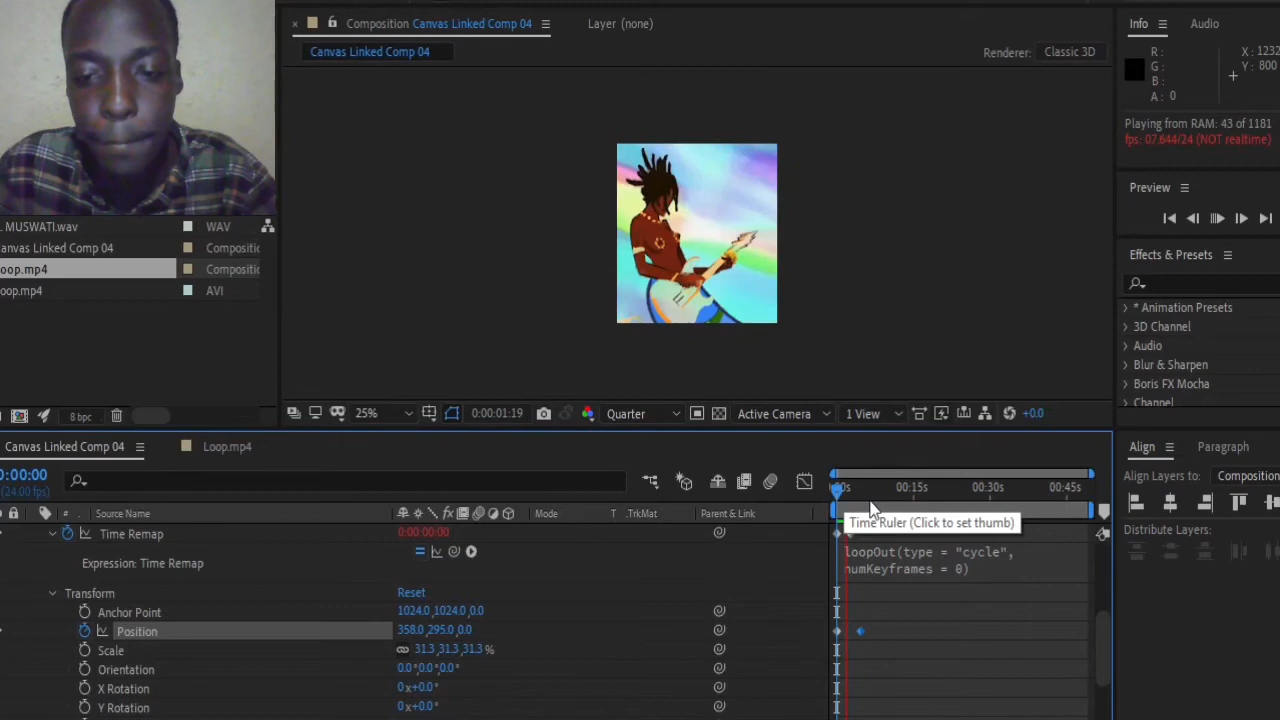 Composition Canvas Linked Comp 04
Layer (none)
Info
Audio
Canvas Linked Comp 04
Renderer: Classic 3D
R:
G:
B:
A: 0
X: 1232
Y: 800
Playing from RAM: 43 of 1181
fps: 07.644/24 (NOT realtime)
Preview
Effects & Presets
* Animation Presets
3D Channel
Audio
Blur & Sharpen
Boris FX Mocha
Channel
. MUSWATI.wav WAV
anvas Linked Comp 04 Compositic
oop.mp4 Compositic
oop.mp4 AVI
8 bpc
25%
0:00:01:19
Quarter
Active Camera
1 View
+0.0
Canvas Linked Comp 04
Loop.mp4
0:00:00
(24.00 fps)
00s 00:15s 00:30s 00:45s
# Source Name Mode T .TrkMat Parent & Link
Time Ruler (Click to set thumb)
Time Remap 0:00:00:00
loopOut(type = "cycle",
numKeyframes = 0)
Expression: Time Remap
Transform Reset
Anchor Point 1024.0,1024.0,0.0
Position 358.0,295.0,0.0
Scale 31.3,31.3,31.3%
Orientation 0.0°,0.0°,0.0°
X Rotation 0x+0.0°
Y Rotation 0x+0.0°
Align
Paragraph
Align Layers to: Composition
Distribute Layers: